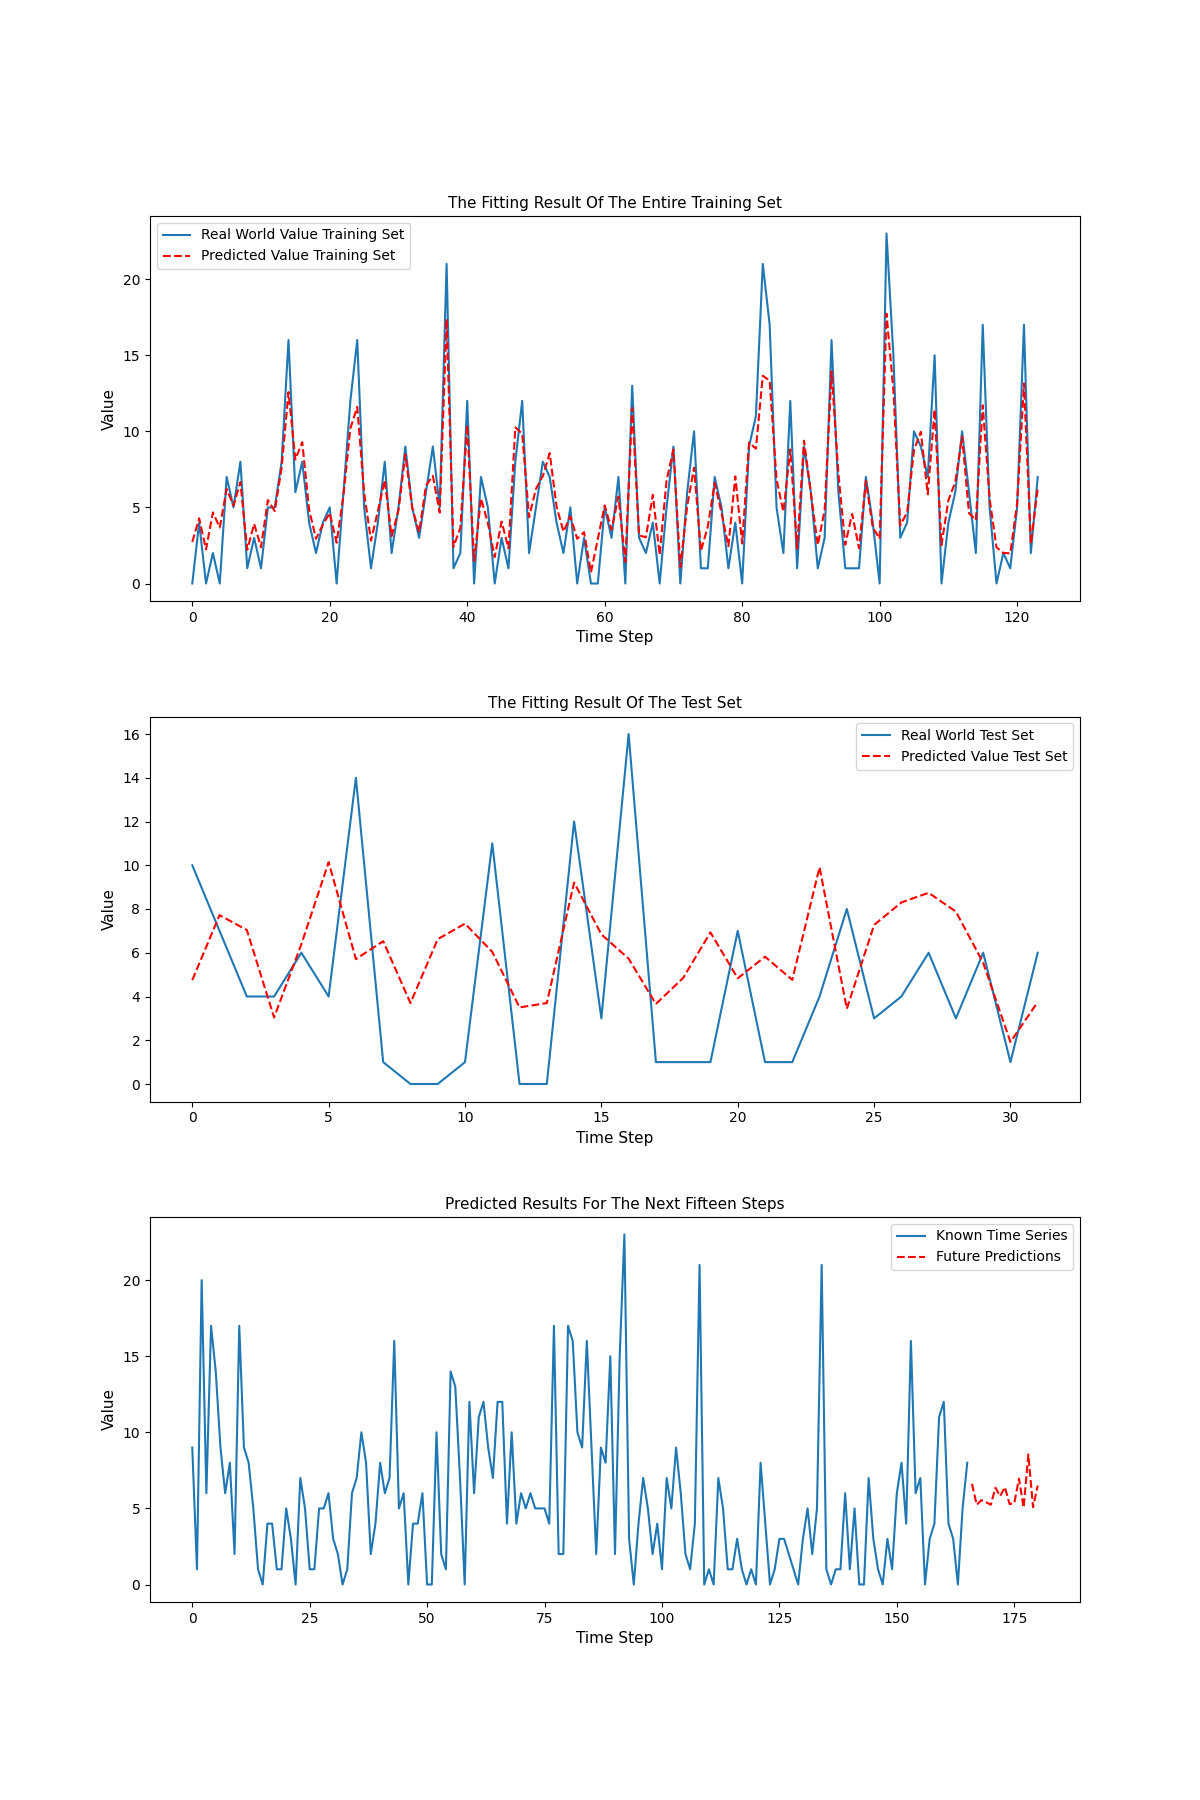 The Fitting Result Of The Entire Training Set
Real World Value Training Set
Predicted Value Training Set
Value
20
15
10
5
0
0 20 40 60 80 100 120
Time Step
The Fitting Result Of The Test Set
Real World Test Set
Predicted Value Test Set
Value
16
14
12
10
8
6
4
2
0
0 5 10 15 20 25 30
Time Step
Predicted Results For The Next Fifteen Steps
Known Time Series
Future Predictions
Value
20
15
10
5
0
0 25 50 75 100 125 150 175
Time Step